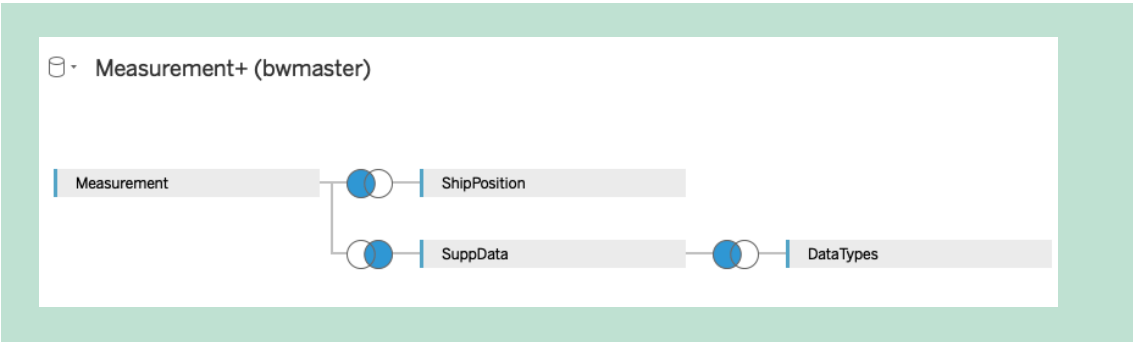 Measurement+ (bwmaster)
Measurement
ShipPosition
SuppData
DataTypes